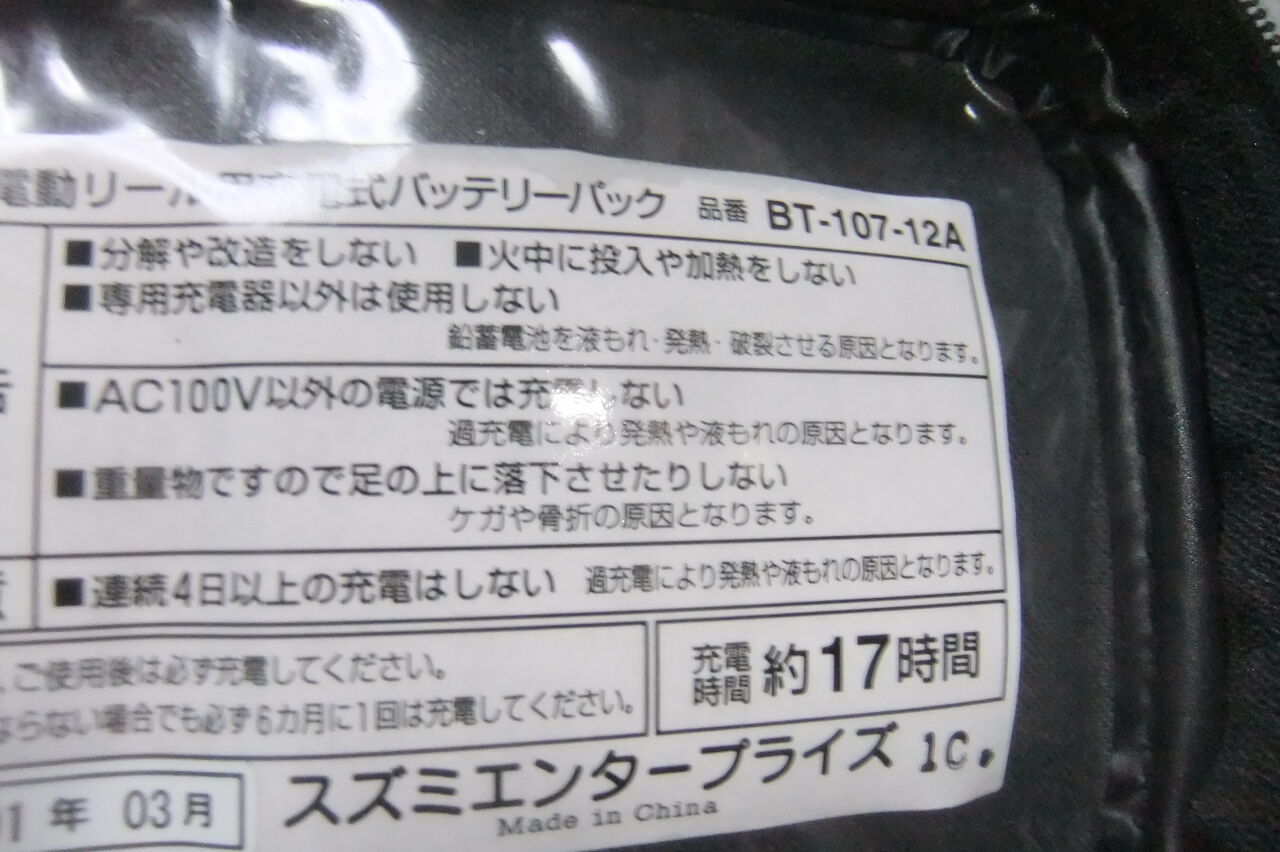 電動リール用充電式バッテリーパック 品番 BT-107-12A
■分解や改造をしない ■火中に投入や加熱をしない
■専用充電器以外は使用しない
鉛蓄電池を液もれ・発熱・破裂させる原因となります。
■AC100V以外の電源では充電しない
過充電により発熱や液もれの原因となります。
■重量物ですので足の上に落下させたりしない
ケガや骨折の原因となります。
■連続4日以上の充電はしない 過充電により発熱や液もれの原因となります。
ご使用後は必ず充電してください。
ならない場合でも必ず6カ月に1回は充電してください。
充電時間 約17時間
1年 03月
スズミエンタープライズ 1C.
Made in China